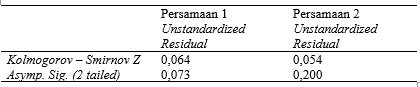 Persamaan 1 Persamaan 2
Unstandardized Unstandardized
Residual Residual
Kolmogorov – Smirnov Z 0,064 0,054
Asymp. Sig. (2 tailed) 0,073 0,200